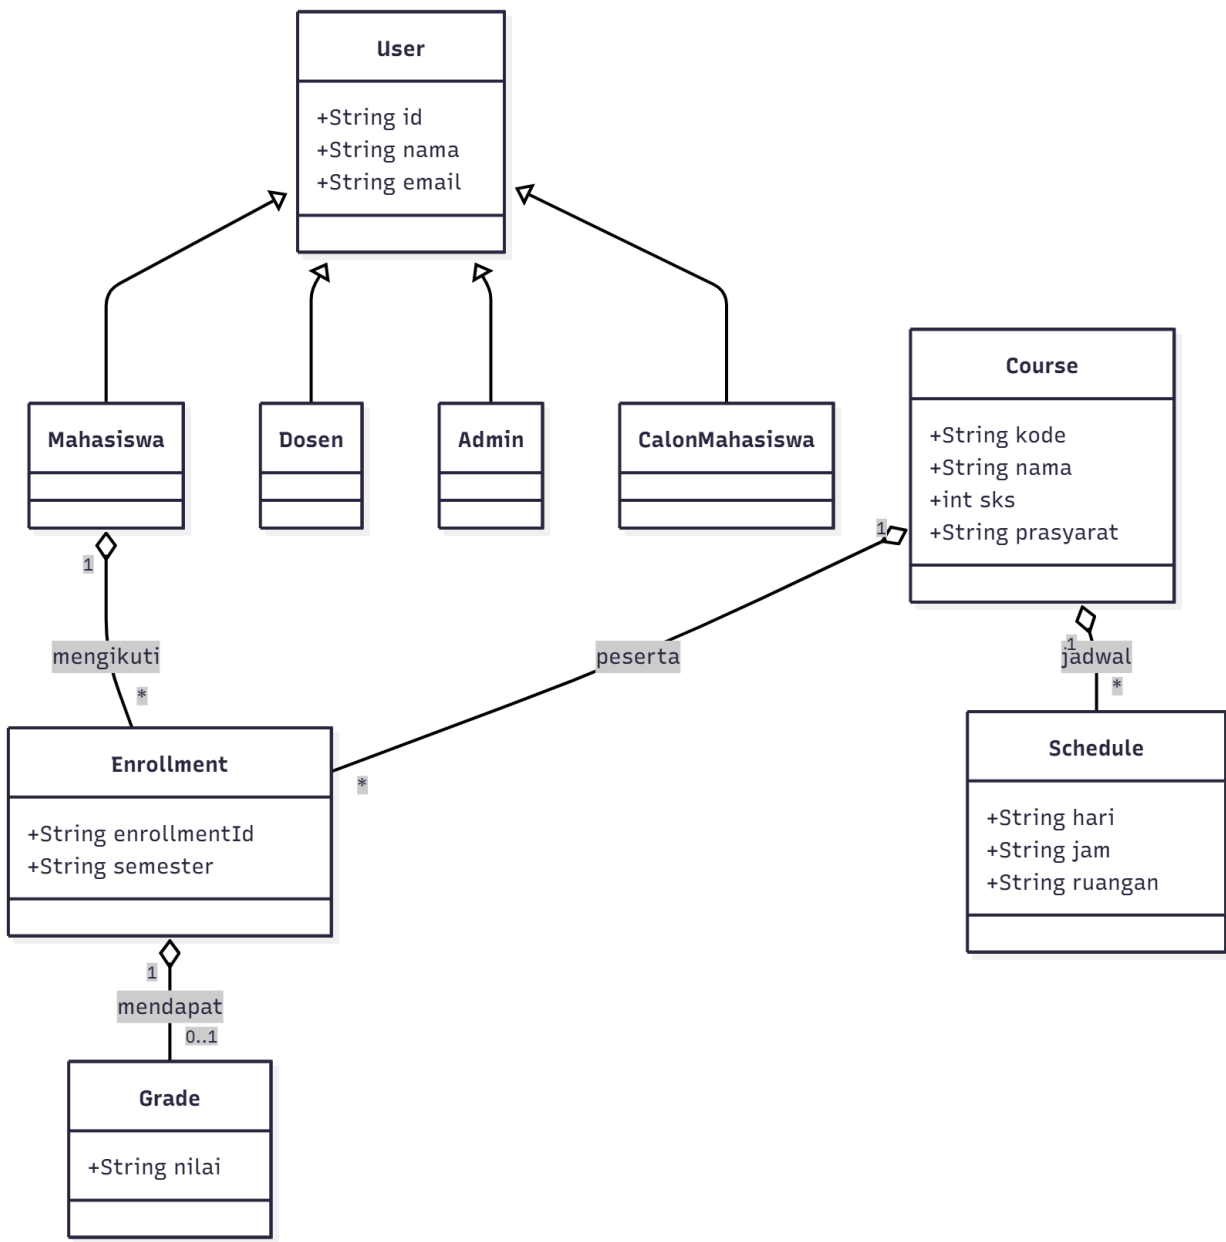 User
+String id
+String nama
+String email
Mahasiswa
Dosen
Admin
CalonMahasiswa
Course
+String kode
+String nama
+int sks
+String prasyarat
1
mengikuti
*
1
peserta
*
1
jadwal
*
Enrollment
+String enrollmentId
+String semester
Schedule
+String hari
+String jam
+String ruangan
1
mendapat
0..1
Grade
+String nilai